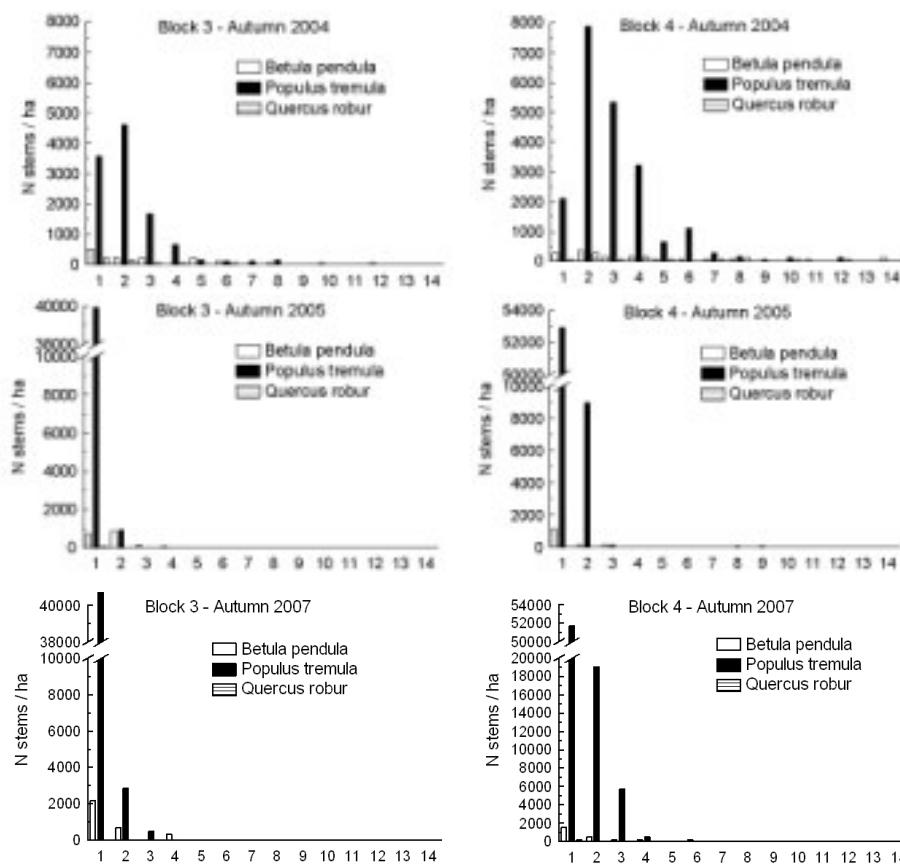 Block 3 - Autumn 2004
Betula pendula
Populus tremula
Quercus robur
N stems / ha
8000
7000
6000
5000
4000
3000
2000
1000
0
1 2 3 4 5 6 7 8 9 10 11 12 13 14
Block 4 - Autumn 2004
Betula pendula
Populus tremula
Quercus robur
N stems / ha
8000
7000
6000
5000
4000
3000
2000
1000
0
1 2 3 4 5 6 7 8 9 10 11 12 13 14
Block 3 - Autumn 2005
Betula pendula
Populus tremula
Quercus robur
N stems / ha
40000
10000
8000
6000
4000
2000
0
1 2 3 4 5 6 7 8 9 10 11 12 13 14
Block 4 - Autumn 2005
Betula pendula
Populus tremula
Quercus robur
N stems / ha
54000
52000
50000
10000
8000
6000
4000
2000
0
1 2 3 4 5 6 7 8 9 10 11 12 13 14
Block 3 - Autumn 2007
Betula pendula
Populus tremula
Quercus robur
N stems / ha
40000
38000
10000
8000
6000
4000
2000
0
1 2 3 4 5 6 7 8 9 10 11 12 13 14
Block 4 - Autumn 2007
Betula pendula
Populus tremula
Quercus robur
N stems / ha
54000
52000
50000
20000
18000
16000
14000
12000
10000
8000
6000
4000
2000
0
1 2 3 4 5 6 7 8 9 10 11 12 13 14